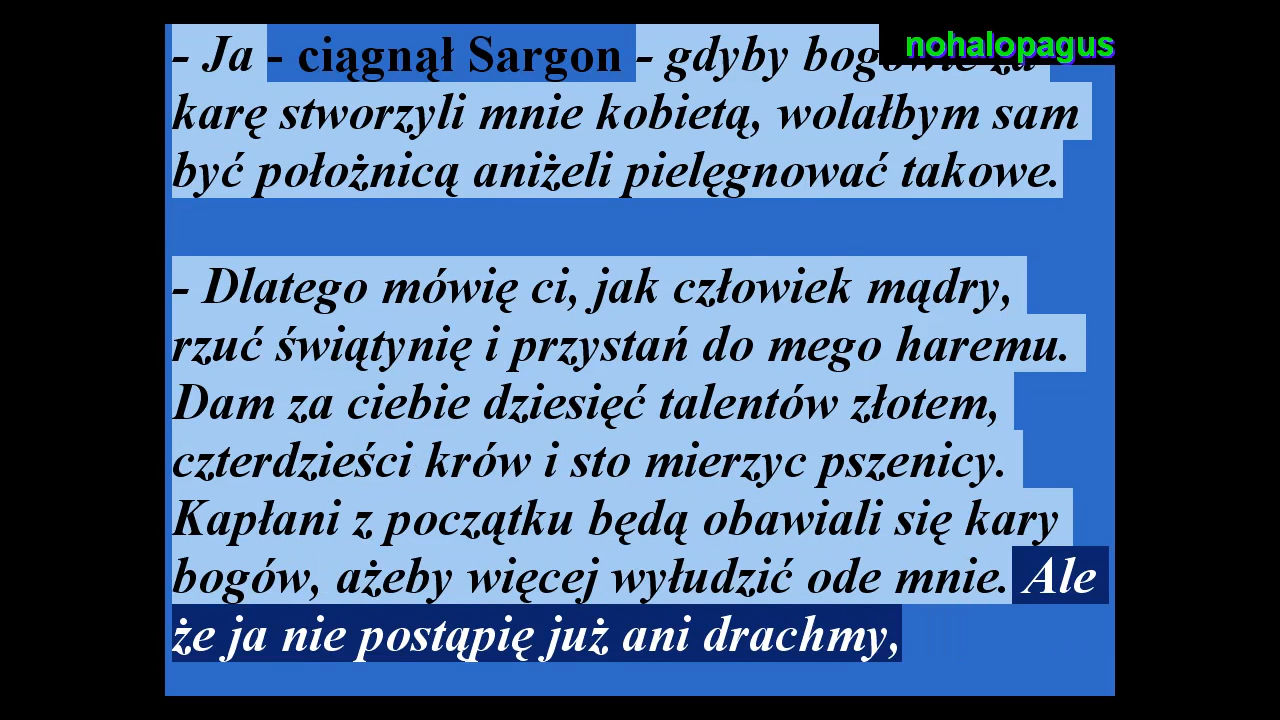 nohalopagus
- Ja - ciągnął Sargon - gdyby bogowie za
karę stworzyli mnie kobietą, wolałbym sam
być położnicą aniżeli pielęgnować takowe.
- Dlatego mówię ci, jak człowiek mądry,
rzuć świątynię i przystań do mego haremu.
Dam za ciebie dziesięć talentów złotem,
czterdzieści krów i sto mierzyc pszenicy.
Kapłani z początku będą obawiali się kary
bogów, ażeby więcej wyłudzić ode mnie. Ale
że ja nie postąpię już ani drachmy,